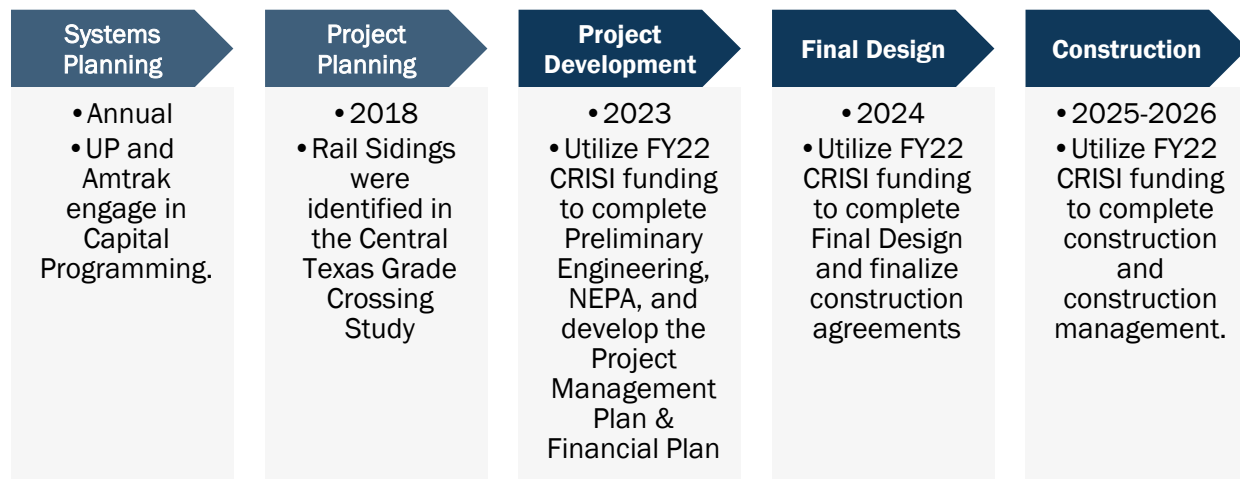 Systems
Planning
•Annual
•UP and
Amtrak
engage in
Capital
Programming.
Project
Planning
•2018
•Rail Sidings
were
identified in
the Central
Texas Grade
Crossing
Study
Project
Development
•2023
•Utilize FY22
CRISI funding
to complete
Preliminary
Engineering,
NEPA, and
develop the
Project
Management
Plan &
Financial Plan
Final Design
•2024
•Utilize FY22
CRISI funding
to complete
Final Design
and finalize
construction
agreements
Construction
•2025-2026
•Utilize FY22
CRISI funding
to complete
construction
and
construction
management.